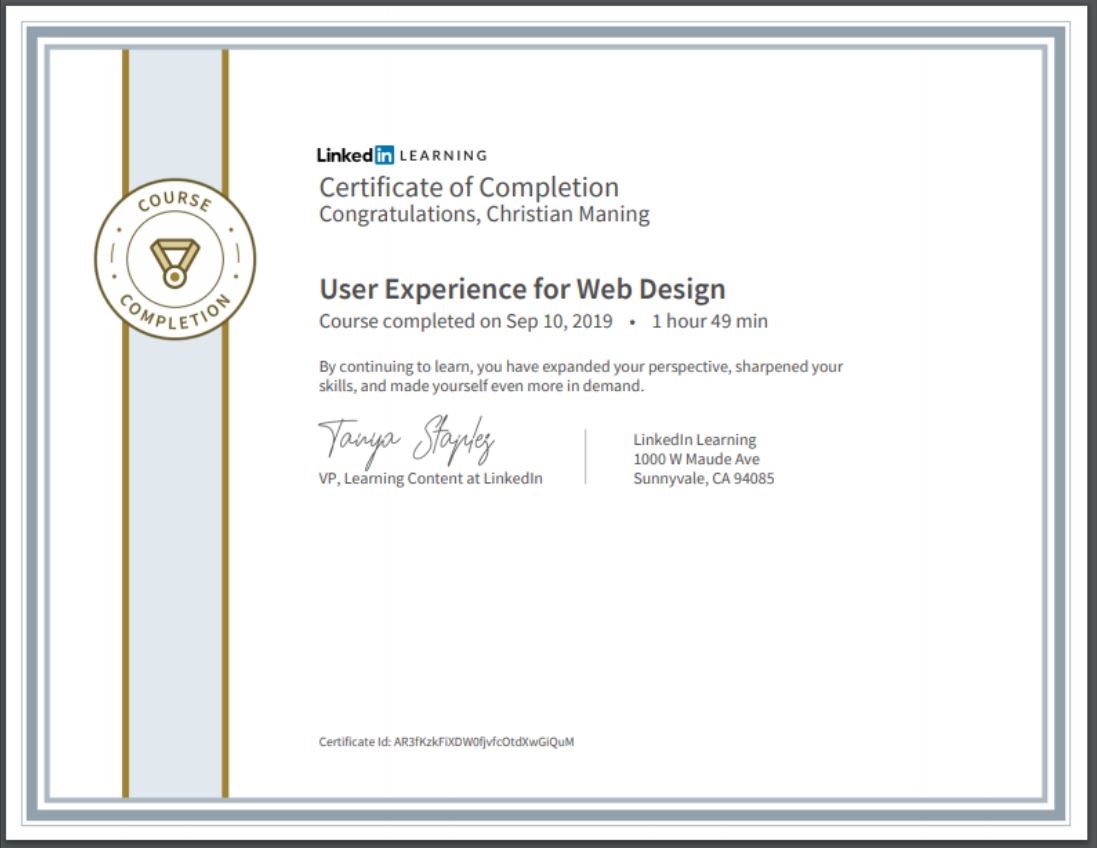 COURSE
COMPLETION
Linkedin LEARNING
Certificate of Completion
Congratulations, Christian Maning
User Experience for Web Design
Course completed on Sep 10, 2019 • 1 hour 49 min
By continuing to learn, you have expanded your perspective, sharpened your
skills, and made yourself even more in demand.
Tanya Staples
VP, Learning Content at LinkedIn
LinkedIn Learning
1000 W Maude Ave
Sunnyvale, CA 94085
Certificate Id: AR3fKzkFiXDW0fjvfcOtdXwGiQuM